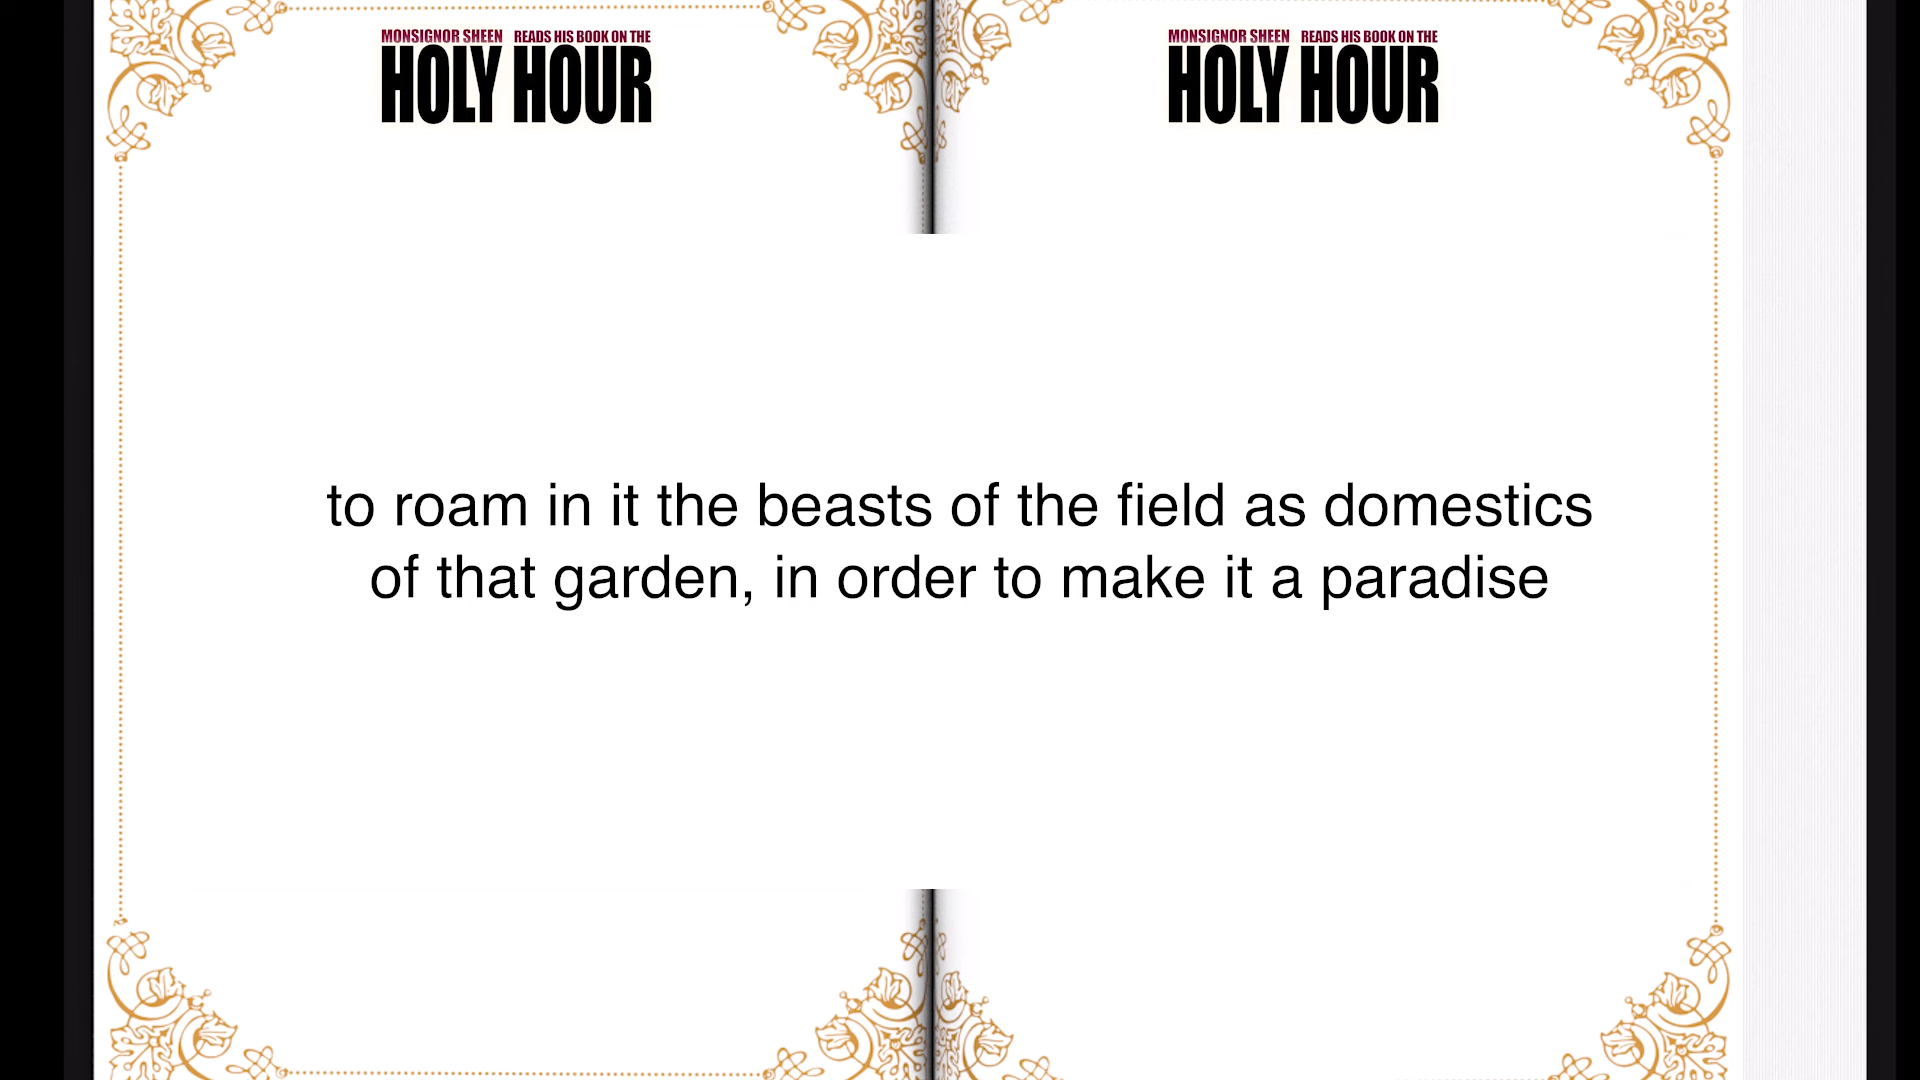 MONSIGNOR SHEEN READS HIS BOOK ON THE
HOLY HOUR
MONSIGNOR SHEEN READS HIS BOOK ON THE
HOLY HOUR
to roam in it the beasts of the field as domestics
of that garden, in order to make it a paradise